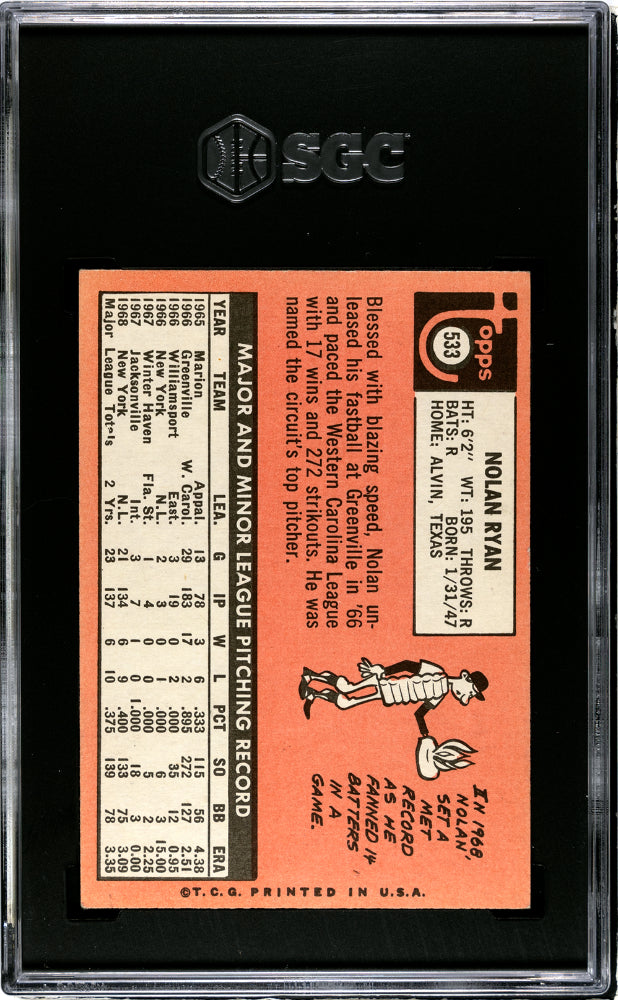 SGC
Topps
533
NOLAN RYAN
HT: 6'2" WT: 195 THROWS: R
BATS: R BORN: 1/31/47
HOME: ALVIN, TEXAS
Blessed with blazing speed, Nolan un-
leased his fastball at Greenville in '66
and paced the Western Carolina League
with 17 wins and 272 strikouts. He was
named the circuit's top pitcher.
IN 1968
NOLAN,
SET A
MET
RECORD
AS HE
FANNED 14
BATTERS
IN A
GAME.
MAJOR AND MINOR LEAGUE PITCHING RECORD
YEAR TEAM LEA. G IP W L PCT SO BB ERA
1965 Marion Appal. 13 78 3 6 .333 115 56 4.38
1966 Greenville W. Carol. 29 183 17 2 .895 272 127 2.51
1966 Williamsport East. 3 19 0 2 .000 35 12 0.95
1966 New York N.L. 2 3 0 1 .000 6 3 15.00
1967 Winter Haven Fla. St. 1 4 0 0 .000 5 2 2.25
1967 Jacksonville Int. 3 7 1 0 1.000 18 3 0.00
1968 New York N.L. 21 134 6 9 .400 133 75 3.09
Major League Totals 2 Yrs. 23 137 6 10 .375 139 78 3.35
©T.C.G. PRINTED IN U.S.A.